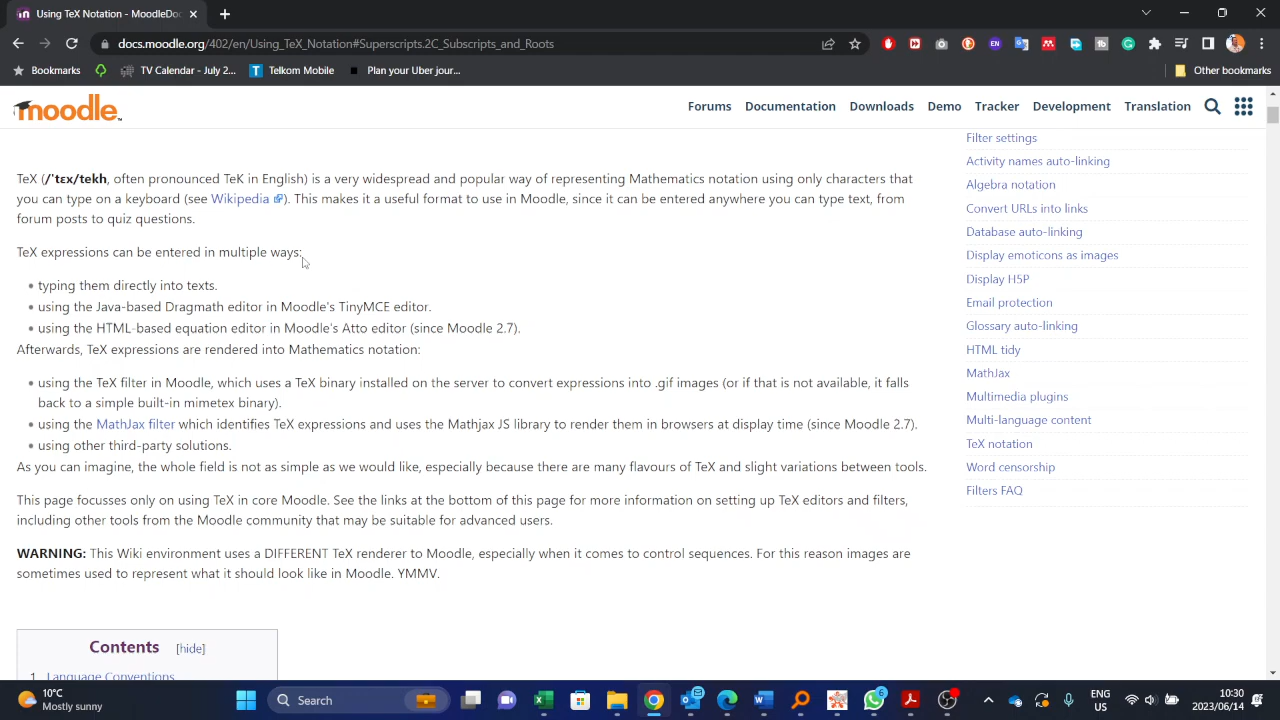 Using TeX Notation - MoodleDoc
docs.moodle.org/402/en/Using_TeX_Notation#Superscripts.2C_Subscripts_and_Roots
Bookmarks
TV Calendar - July 2...
Telkom Mobile
Plan your Uber jour...
Other bookmarks
moodle
Forums Documentation Downloads Demo Tracker Development Translation
TeX (/'tεx/tekh, often pronounced TeK in English) is a very widespread and popular way of representing Mathematics notation using only characters that
you can type on a keyboard (see Wikipedia). This makes it a useful format to use in Moodle, since it can be entered anywhere you can type text, from
forum posts to quiz questions.
TeX expressions can be entered in multiple ways:
• typing them directly into texts.
• using the Java-based Dragmath editor in Moodle's TinyMCE editor.
• using the HTML-based equation editor in Moodle's Atto editor (since Moodle 2.7).
Afterwards, TeX expressions are rendered into Mathematics notation:
• using the TeX filter in Moodle, which uses a TeX binary installed on the server to convert expressions into .gif images (or if that is not available, it falls
back to a simple built-in mimetex binary).
• using the MathJax filter which identifies TeX expressions and uses the Mathjax JS library to render them in browsers at display time (since Moodle 2.7).
• using other third-party solutions.
As you can imagine, the whole field is not as simple as we would like, especially because there are many flavours of TeX and slight variations between tools.
This page focusses only on using TeX in core Moodle. See the links at the bottom of this page for more information on setting up TeX editors and filters,
including other tools from the Moodle community that may be suitable for advanced users.
WARNING: This Wiki environment uses a DIFFERENT TeX renderer to Moodle, especially when it comes to control sequences. For this reason images are
sometimes used to represent what it should look like in Moodle. YMMV.
Contents [hide]
1 Language Conventions
Filter settings
Activity names auto-linking
Algebra notation
Convert URLs into links
Database auto-linking
Display emoticons as images
Display H5P
Email protection
Glossary auto-linking
HTML tidy
MathJax
Multimedia plugins
Multi-language content
TeX notation
Word censorship
Filters FAQ
10°C
Mostly sunny
Search
ENG
US
10:30
2023/06/14